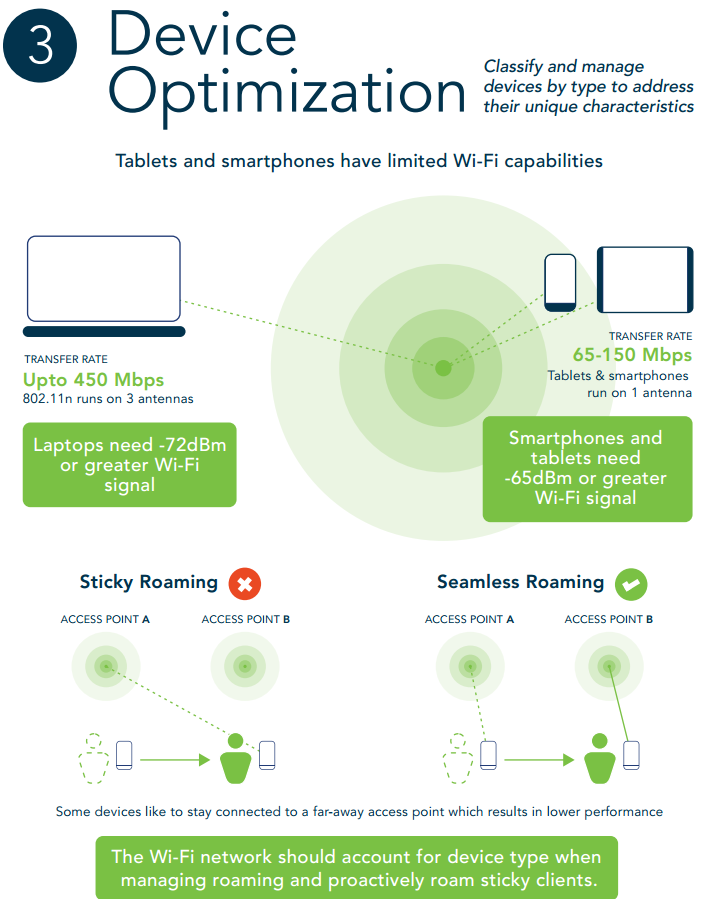 3
Device
Optimization
Classify and manage
devices by type to address
their unique characteristics
Tablets and smartphones have limited Wi-Fi capabilities
TRANSFER RATE
Upto 450 Mbps
802.11n runs on 3 antennas
Laptops need -72dBm
or greater Wi-Fi
signal
TRANSFER RATE
65-150 Mbps
Tablets & smartphones
run on 1 antenna
Smartphones and
tablets need
-65dBm or greater
Wi-Fi signal
Sticky Roaming
ACCESS POINT A
ACCESS POINT B
Seamless Roaming
ACCESS POINT A
ACCESS POINT B
Some devices like to stay connected to a far-away access point which results in lower performance
The Wi-Fi network should account for device type when
managing roaming and proactively roam sticky clients.